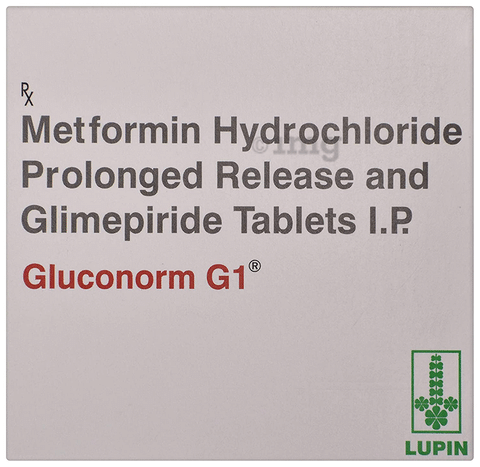 Rx
Metformin Hydrochloride
Prolonged Release and
Glimepiride Tablets I.P.
Gluconorm G1®
LUPIN